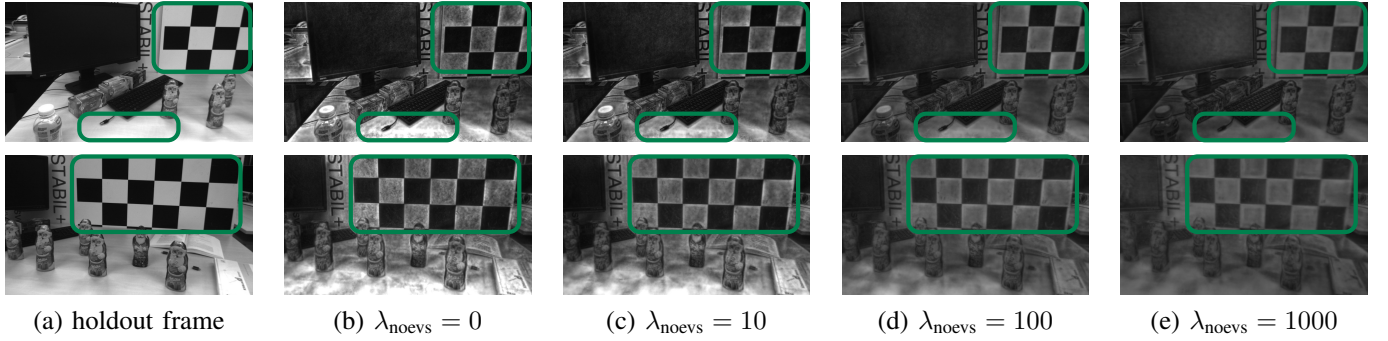 STABIL+
STABIL+
STABIL+
STABIL+
STABIL+
STABIL+
STABIL+
STABIL+
STABIL+
STABIL+
(a) holdout frame
(b) λnoevs = 0
(c) λnoevs = 10
(d) λnoevs = 100
(e) λnoevs = 1000